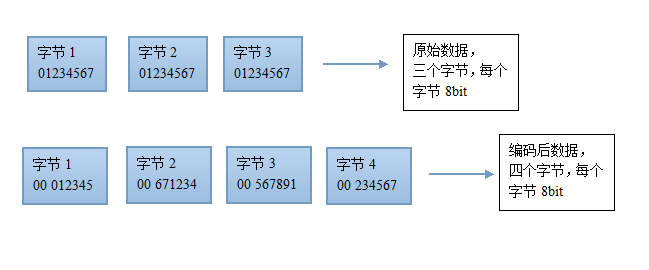 字节 1
01234567
字节 2
01234567
字节 3
01234567
原始数据，
三个字节，每个
字节 8bit
字节 1
00 012345
字节 2
00 671234
字节 3
00 567891
字节 4
00 234567
编码后数据，
四个字节，每个
字节 8bit